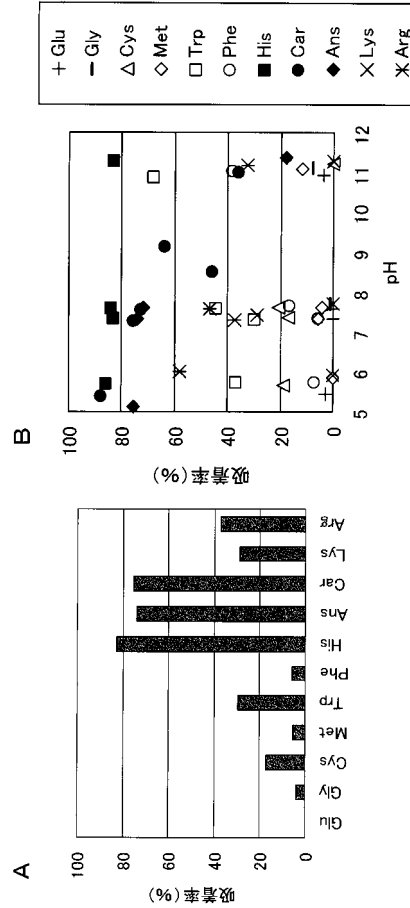 A
吸着率(%)
100
80
60
40
20
0
Glu
Gly
Cys
Met
Trp
Phe
His
Ans
Car
Lys
Arg
B
吸着率(%)
100
80
60
40
20
0
5
6
7
8
9
10
11
12
pH
Glu
Gly
Cys
Met
Trp
Phe
His
Car
Ans
Lys
Arg